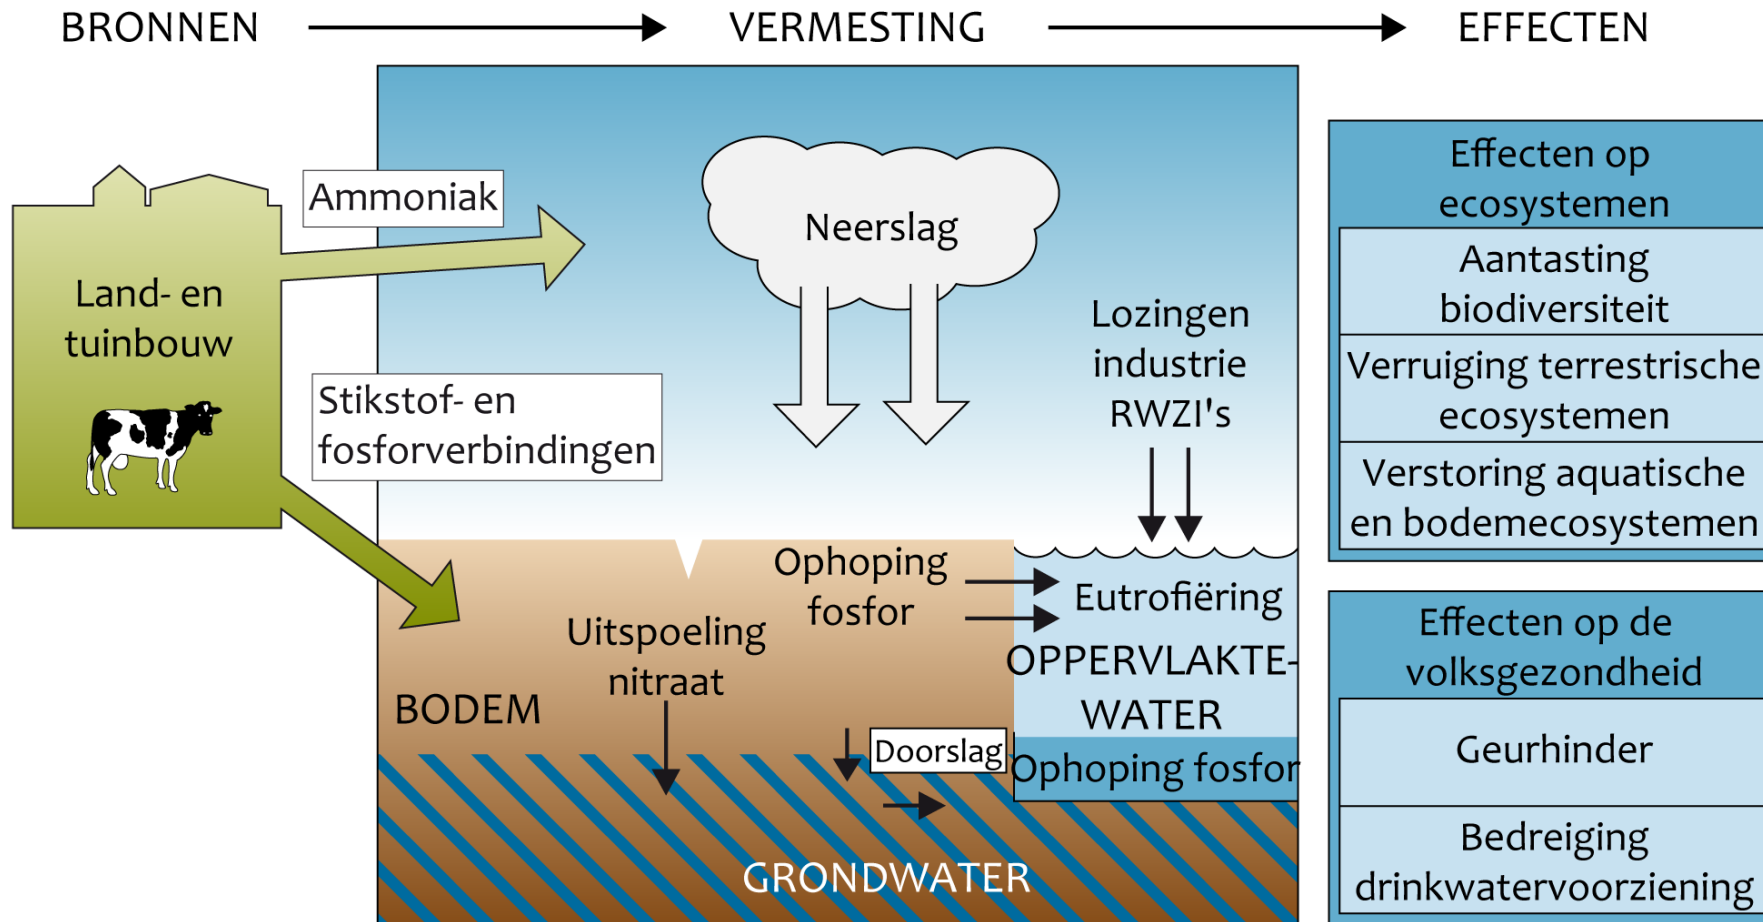 BRONNEN
VERMESTING
EFFECTEN
Land- en
tuinbouw
Ammoniak
Stikstof- en
fosforverbindingen
Neerslag
Lozingen
industrie
RWZI's
Ophoping
fosfor
Uitspoeling
nitraat
BODEM
Doorslag
GRONDWATER
Eutrofiëring
OPPERVLAKTE-
WATER
Ophoping fosfor
Effecten op
ecosystemen
Aantasting
biodiversiteit
Verruiging terrestrische
ecosystemen
Verstoring aquatische
en bodemecosystemen
Effecten op de
volksgezondheid
Geurhinder
Bedreiging
drinkwatervoorziening